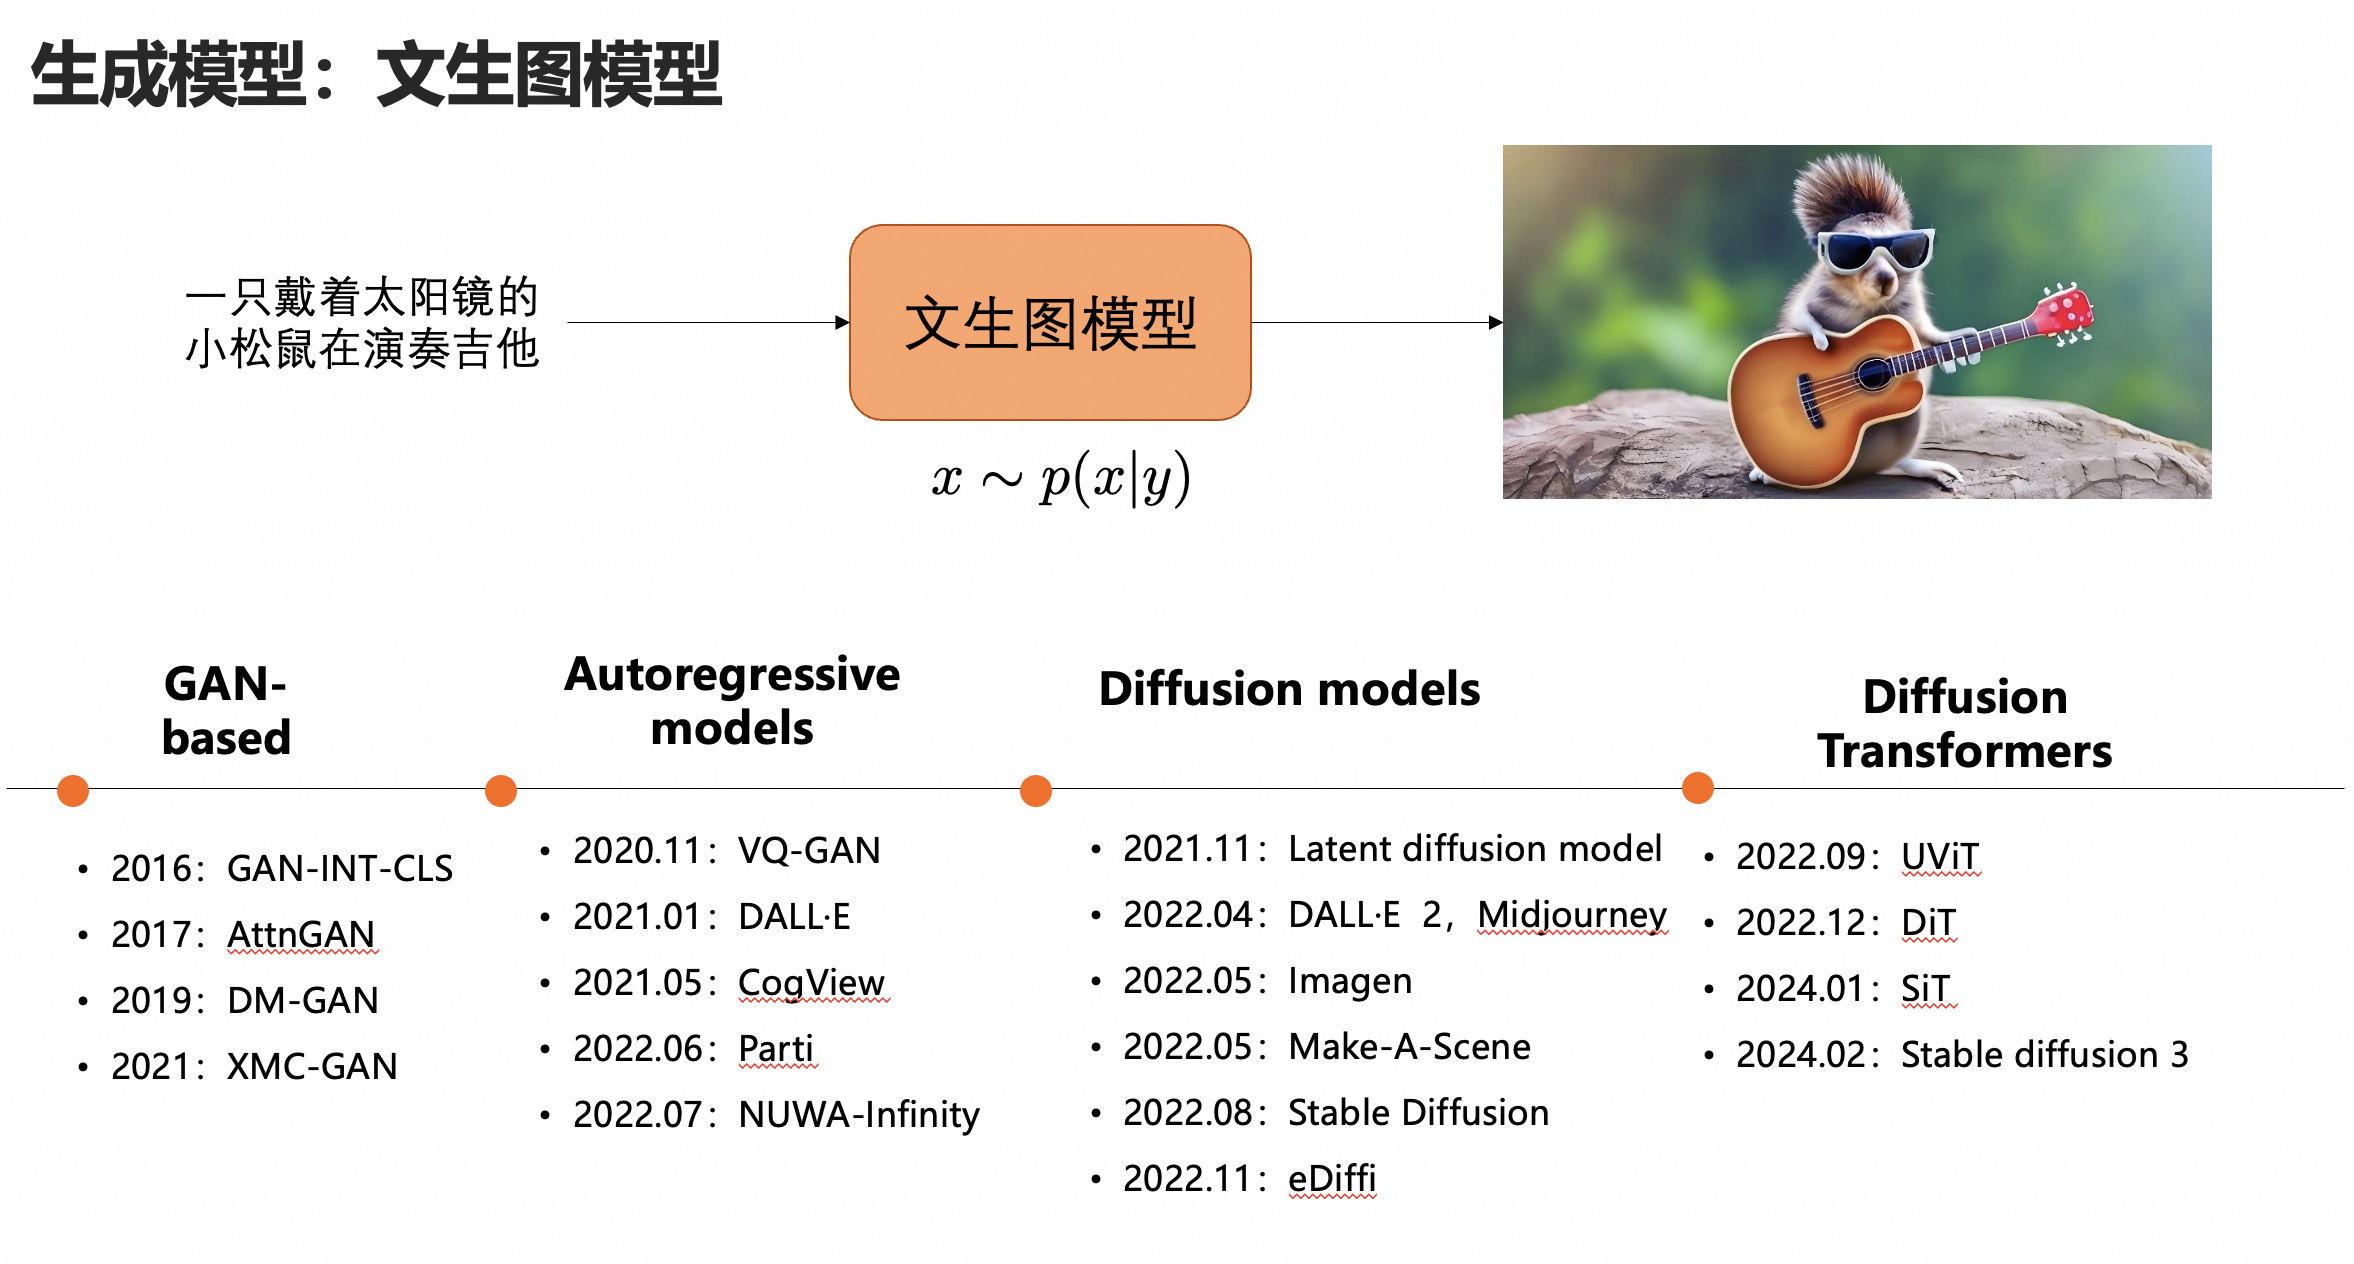 生成模型：文生图模型
一只戴着太阳镜的
小松鼠在演奏吉他
文生图模型
x ∼ p(x|y)
GAN-
based
• 2016：GAN-INT-CLS
• 2017：AttnGAN
• 2019：DM-GAN
• 2021：XMC-GAN
Autoregressive
models
• 2020.11：VQ-GAN
• 2021.01：DALL·E
• 2021.05：CogView
• 2022.06：Parti
• 2022.07：NUWA-Infinity
Diffusion models
• 2021.11：Latent diffusion model
• 2022.04：DALL·E 2，Midjourney
• 2022.05：Imagen
• 2022.05：Make-A-Scene
• 2022.08：Stable Diffusion
• 2022.11：eDiffi
Diffusion
Transformers
• 2022.09：UViT
• 2022.12：DiT
• 2024.01：SiT
• 2024.02：Stable diffusion 3